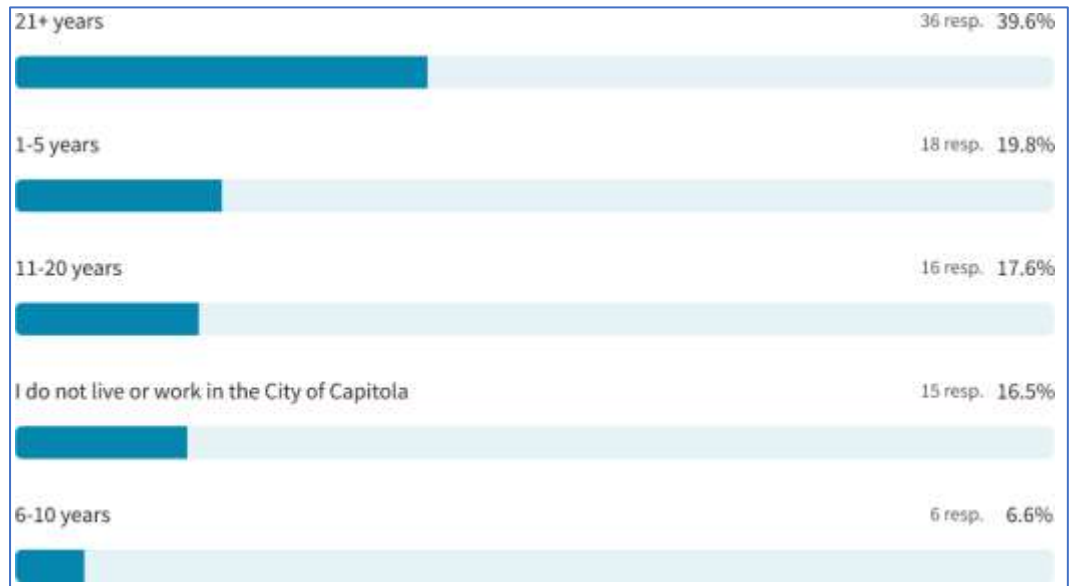 21+ years 36 resp. 39.6%
1-5 years 18 resp. 19.8%
11-20 years 16 resp. 17.6%
I do not live or work in the City of Capitola 15 resp. 16.5%
6-10 years 6 resp. 6.6%